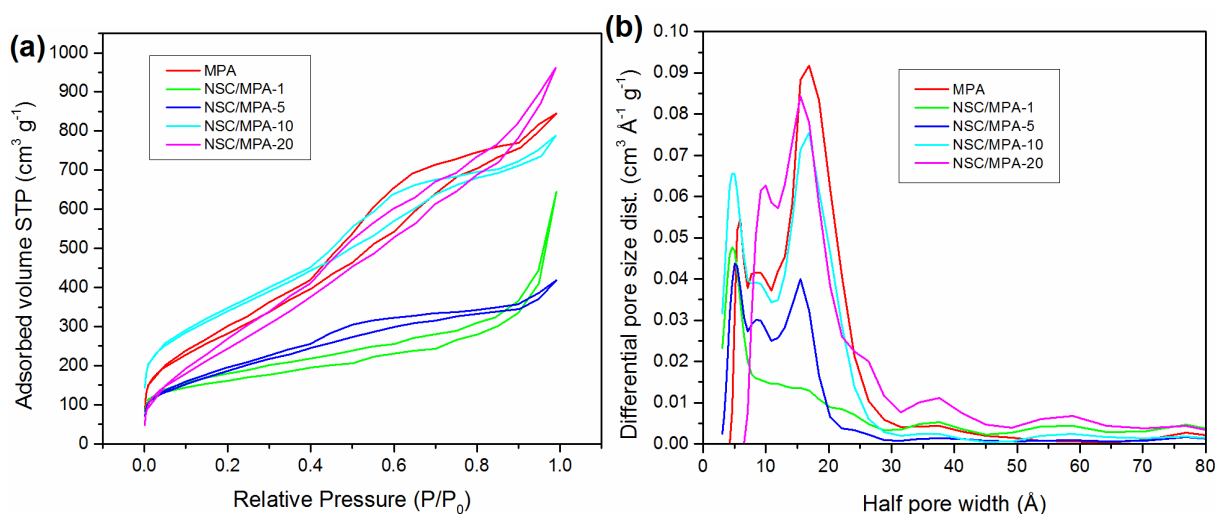 (a)
MPA
NSC/MPA-1
NSC/MPA-5
NSC/MPA-10
NSC/MPA-20
Adsorbed volume STP (cm³ g⁻¹)
1000
900
800
700
600
500
400
300
200
100
0
0.0
0.2
0.4
0.6
0.8
1.0
Relative Pressure (P/P₀)
(b)
MPA
NSC/MPA-1
NSC/MPA-5
NSC/MPA-10
NSC/MPA-20
Differential pore size dist. (cm³ Å⁻¹ g⁻¹)
0.10
0.09
0.08
0.07
0.06
0.05
0.04
0.03
0.02
0.01
0.00
0
10
20
30
40
50
60
70
80
Half pore width (Å)